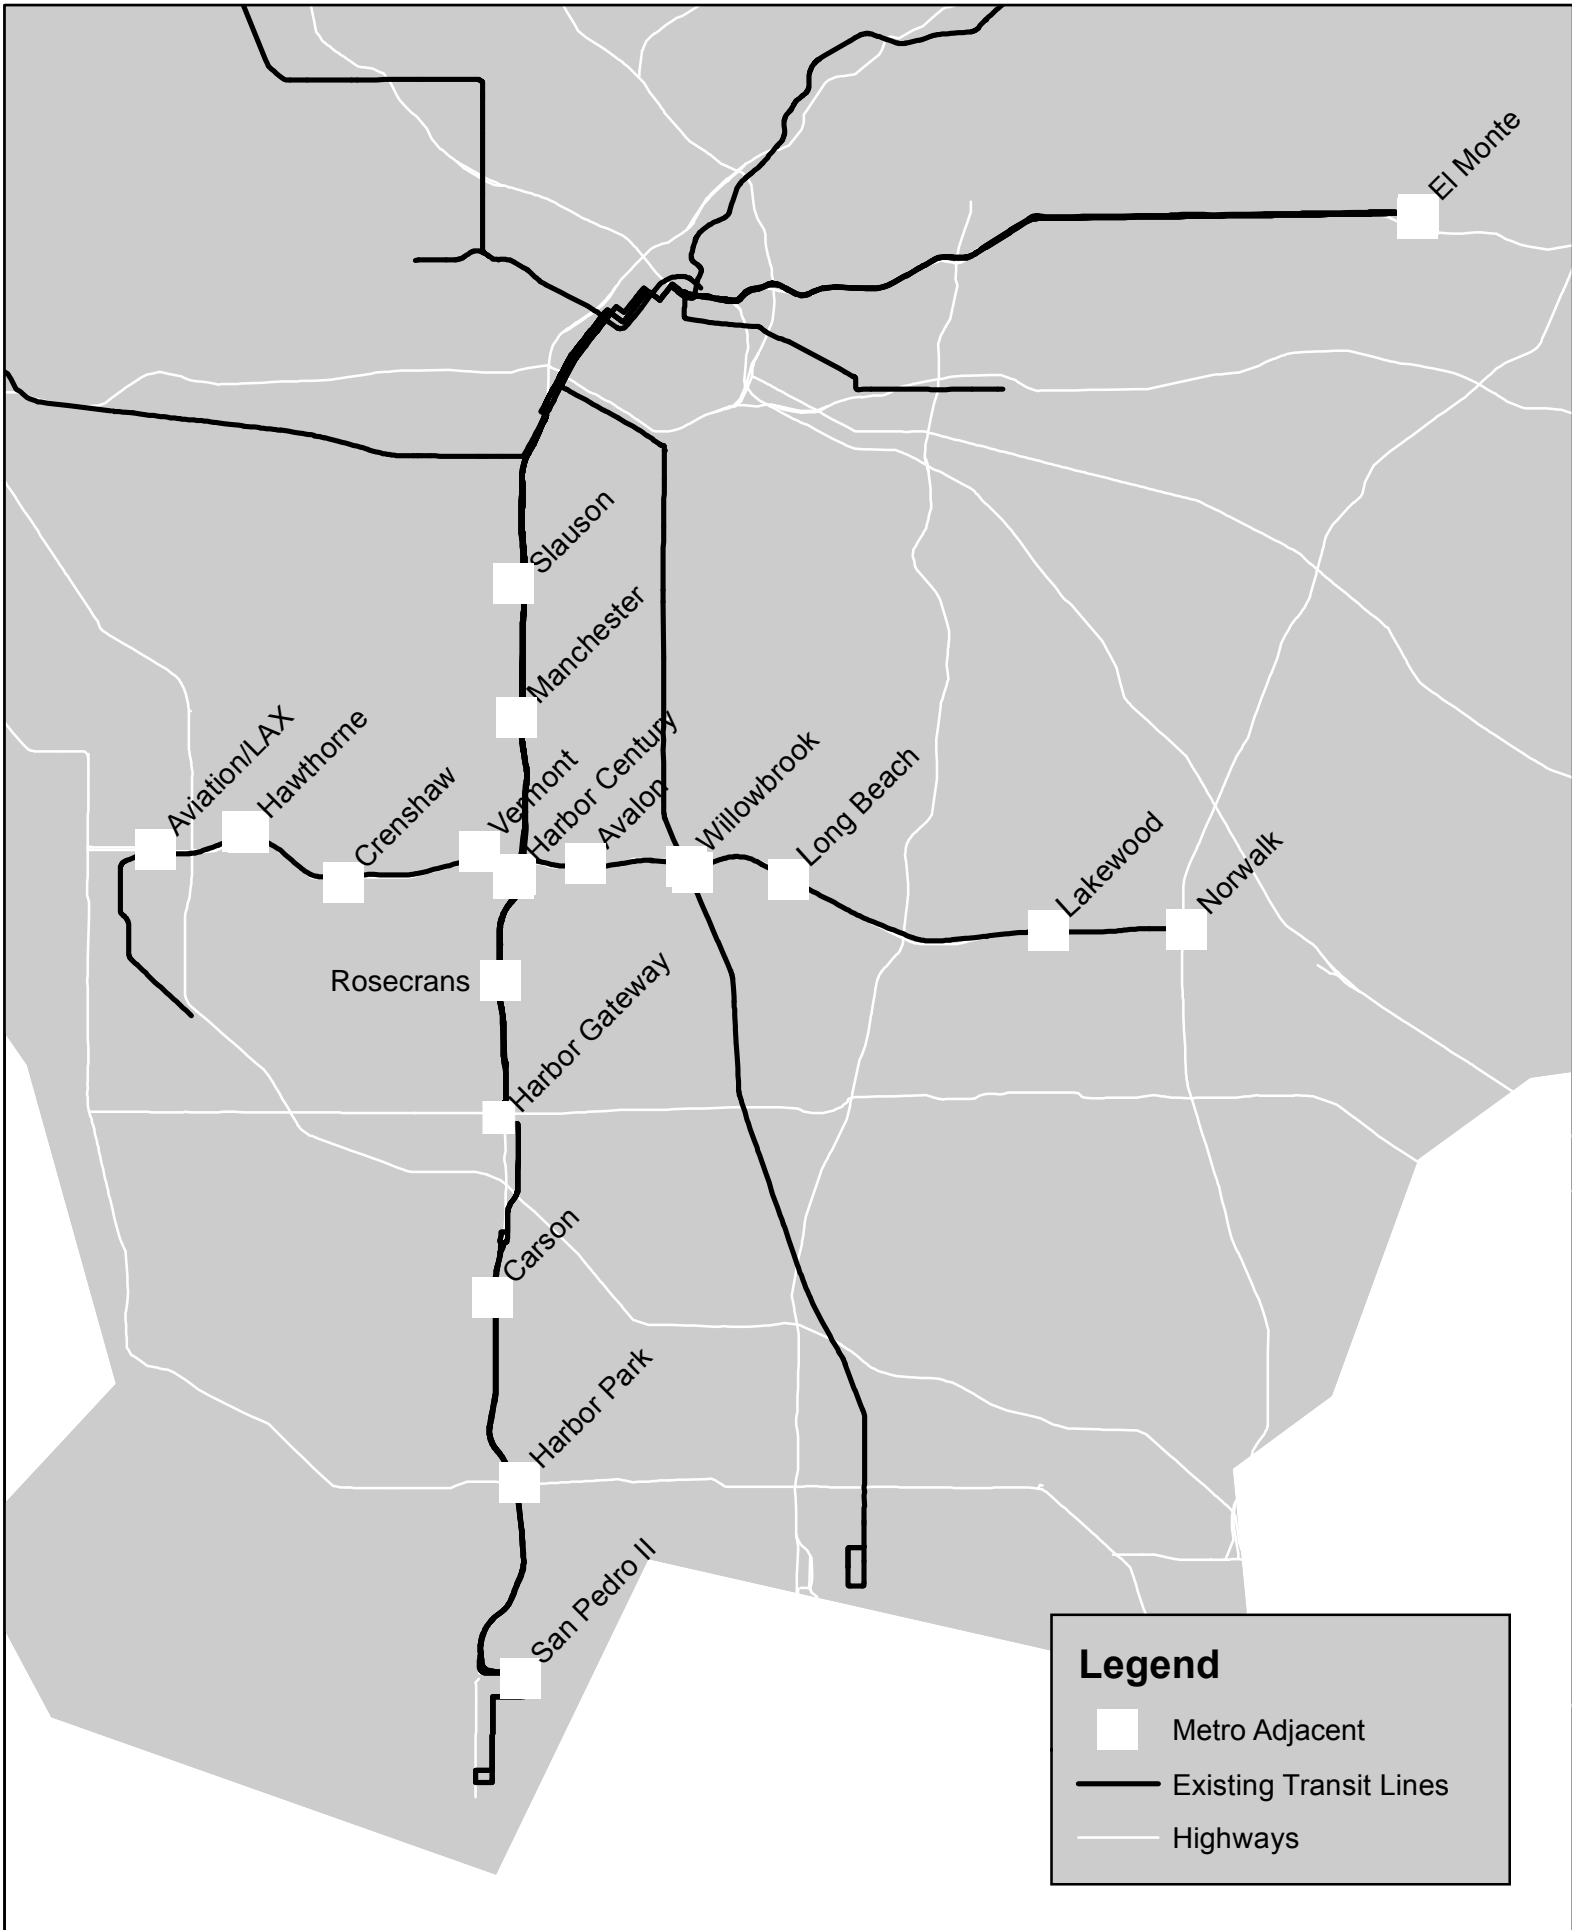 El Monte
Slauson
Manchester
Aviation/LAX
Hawthorne
Crenshaw
Vermont
Harbor Century
Avalon
Willowbrook
Long Beach
Lakewood
Norwalk
Rosecrans
Harbor Gateway
Carson
Harbor Park
San Pedro II
Legend
Metro Adjacent
Existing Transit Lines
Highways